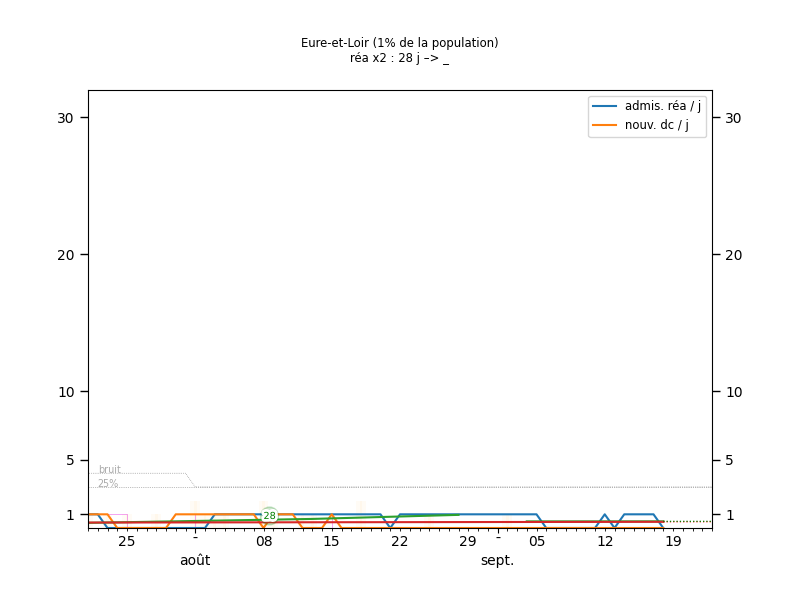 Eure-et-Loir (1% de la population)
réa x2 : 28 j –> _
admis. réa / j
nouv. dc / j
30 30
20 20
10 10
5 5
bruit
25%
1 28 1
25 - 08 15 22 29 - 05 12 19
août sept.